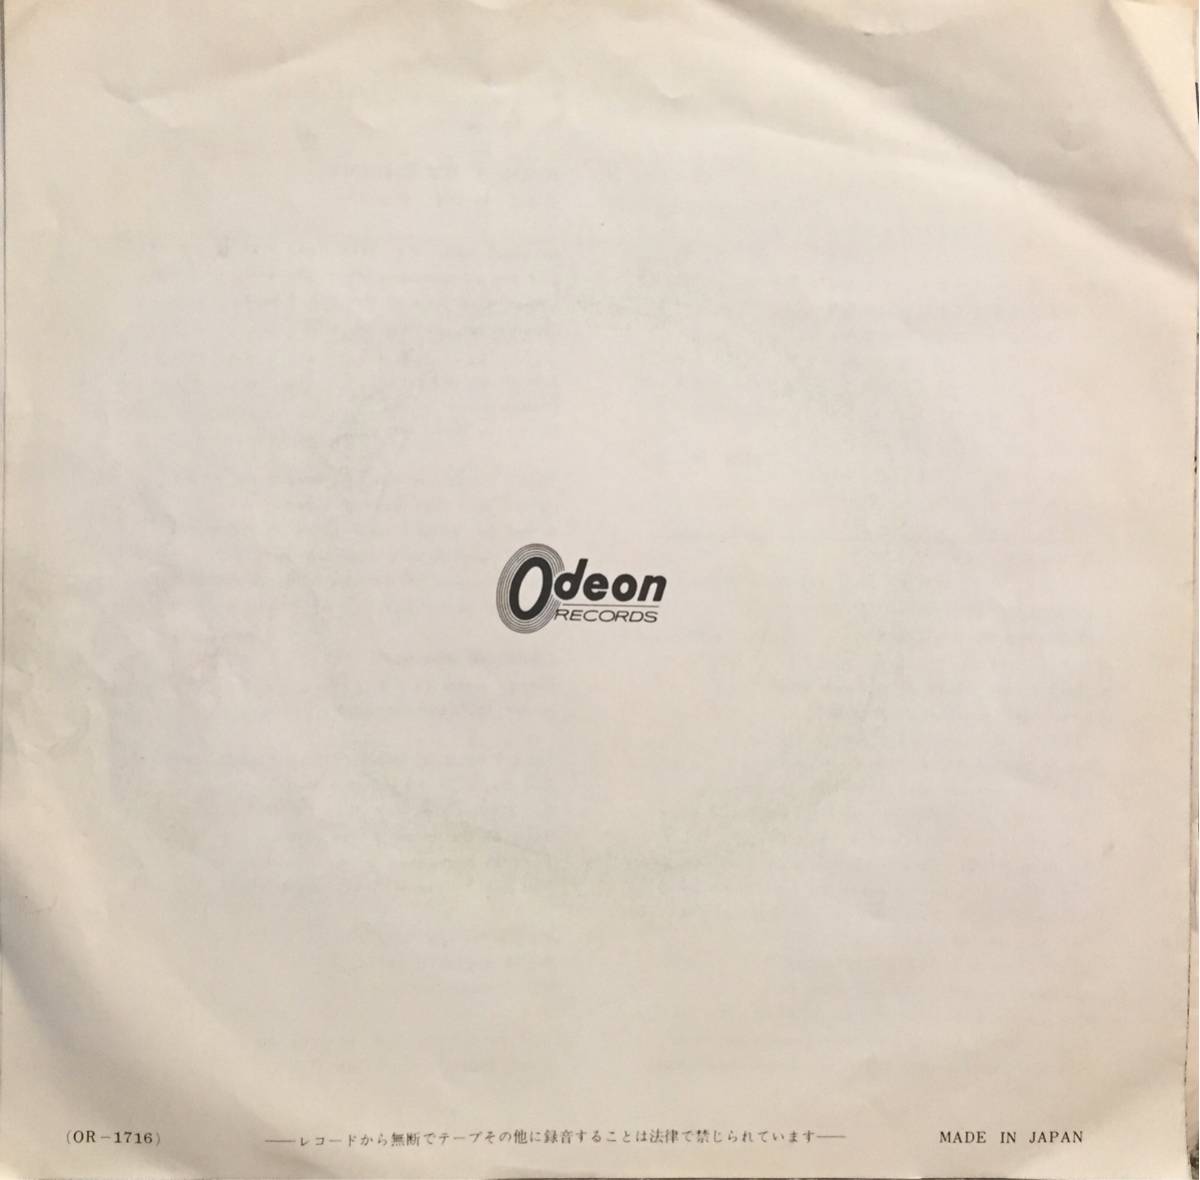 Odeon
RECORDS
(OR-1716)
——レコードから無断でテープその他に録音することは法律で禁じられています——
MADE IN JAPAN